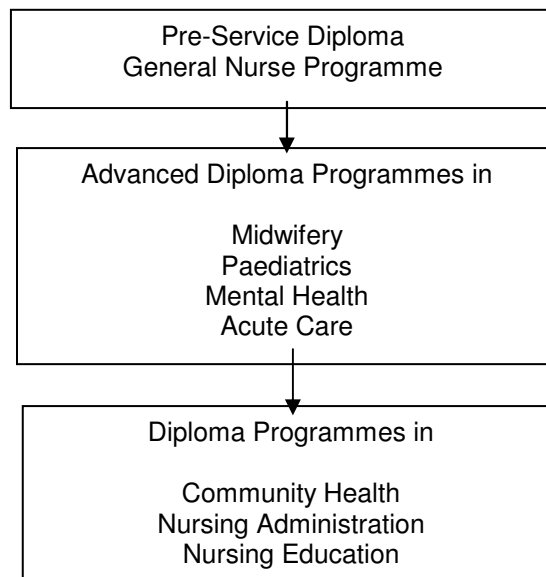 Pre-Service Diploma
General Nurse Programme
Advanced Diploma Programmes in
Midwifery
Paediatrics
Mental Health
Acute Care
Diploma Programmes in
Community Health
Nursing Administration
Nursing Education